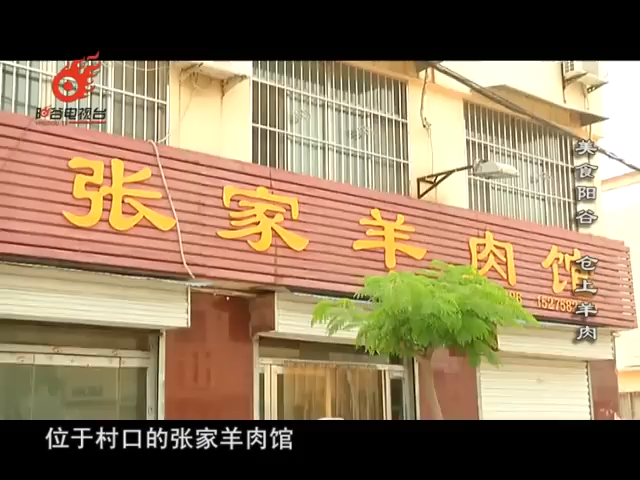 阳谷电视台
张家羊肉馆
美食阳谷 仓上羊肉
位于村口的张家羊肉馆